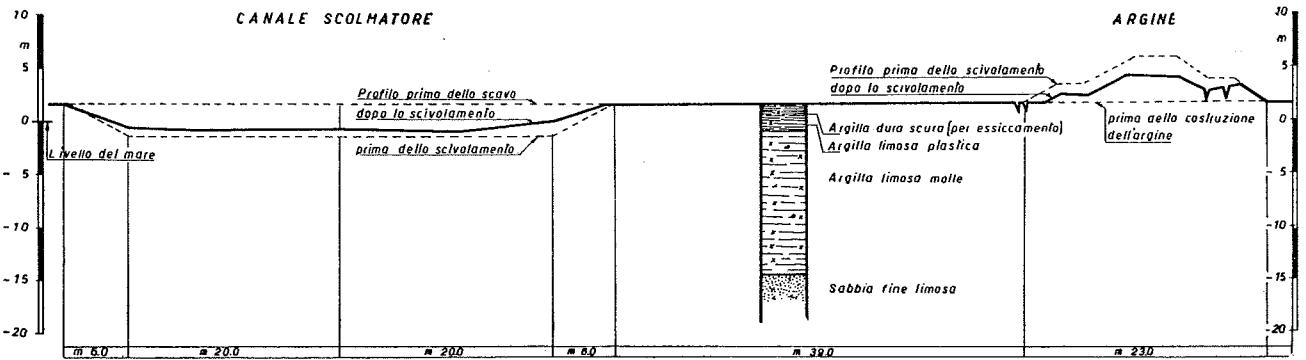 CANALE SCOLMATORE
ARGINE
10
m
5
0
- 5
-10
-15
-20
Profilo prima dello scavo
dopo lo scivolamento
prima dello scivolamento
Livello del mare
Profilo prima dello scivolamento
dopo lo scivolamento
prima della costruzione
dell'argine
Argilla dura scura (per essiccamento)
Argilla limosa plastica
Argilla limosa molle
Sabbia fine limosa
10
m
5
0
- 5
-10
-15
-20
m 6.0
m 20.0
m 20.0
m 6.0
m 39.0
m 23.0